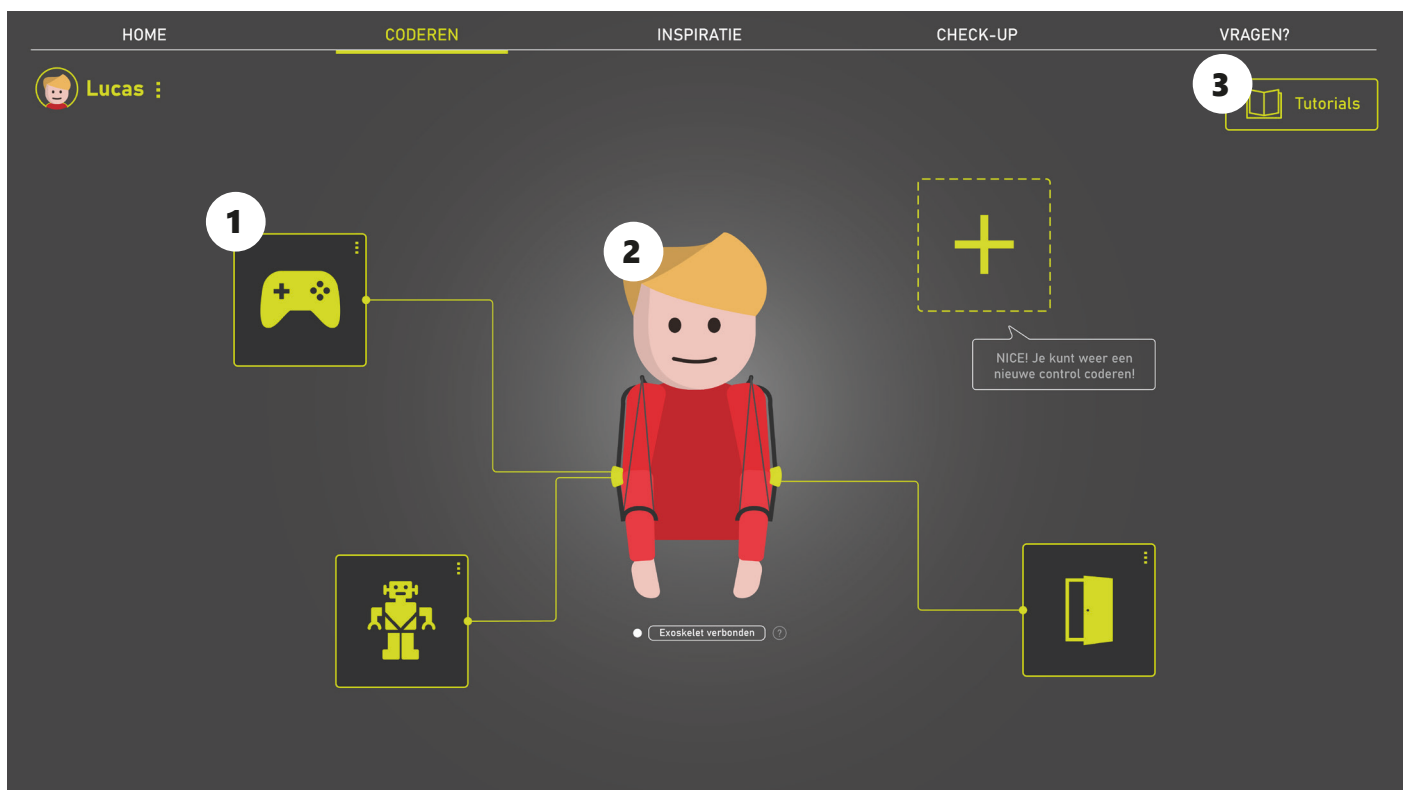 HOME
CODEREN
INSPIRATIE
CHECK-UP
VRAGEN?
Lucas
3
Tutorials
1
2
NICE! Je kunt weer een
nieuwe control coderen!
Exoskelet verbonden
?